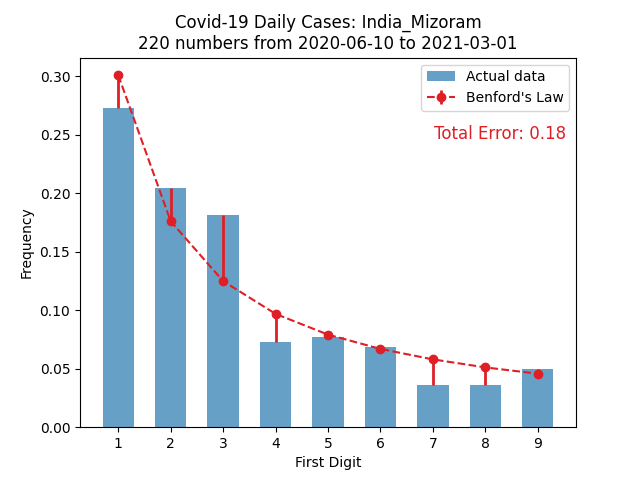 Covid-19 Daily Cases: India_Mizoram
220 numbers from 2020-06-10 to 2021-03-01
Actual data
Benford's Law
Total Error: 0.18
Frequency
0.30
0.25
0.20
0.15
0.10
0.05
0.00
1 2 3 4 5 6 7 8 9
First Digit